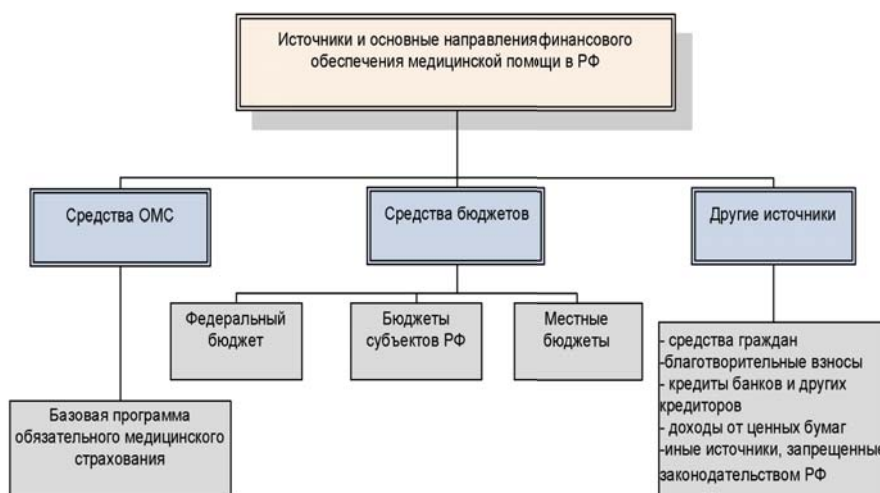 Источники и основные направления финансового
обеспечения медицинской помощи в РФ
Средства ОМС
Средства бюджетов
Другие источники
Федеральный
бюджет
Бюджеты
субъектов РФ
Местные
бюджеты
- средства граждан
-благотворительные взносы
- кредиты банков и других
кредиторов
- доходы от ценных бумаг
-иные источники, запрещенные
законодательством РФ
Базовая программа
обязательного медицинского
страхования